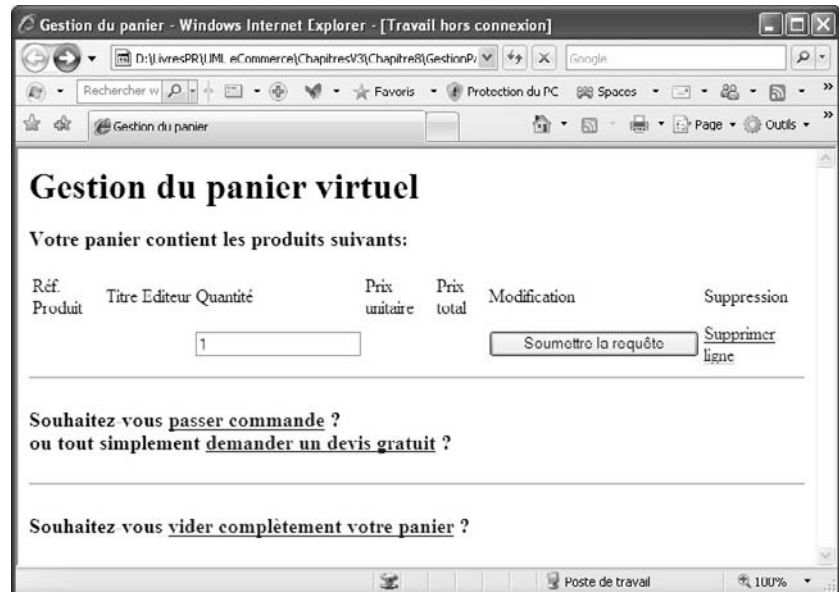 Gestion du panier - Windows Internet Explorer - [Travail hors connexion]
D:\LivresPR\UML eCommerce\ChapitresV3\Chapitre8\GestionPa
Google
Rechercher w
Favoris
Protection du PC
Spaces
»
Gestion du panier
Page
Outils
»
Gestion du panier virtuel
Votre panier contient les produits suivants:
Réf. Produit Titre Editeur Quantité Prix unitaire Prix total Modification Suppression
1 Soumettre la requête Supprimer ligne
Souhaitez-vous passer commande ?
ou tout simplement demander un devis gratuit ?
Souhaitez-vous vider complètement votre panier ?
Poste de travail
100%